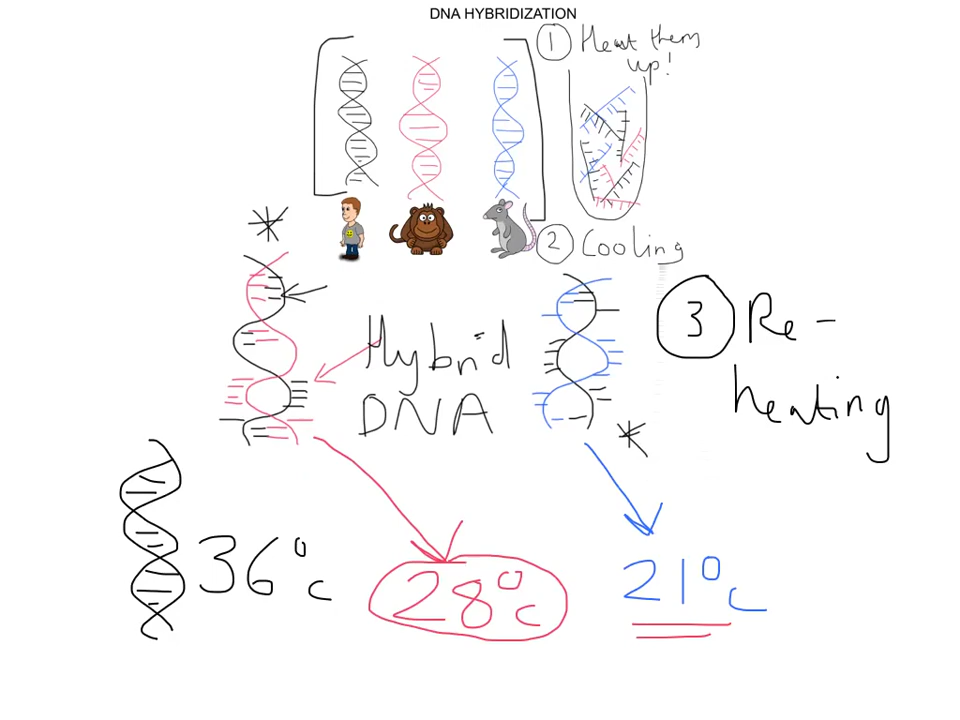 DNA HYBRIDIZATION
1 Heat them
up!
2 Cooling
Hybrid
DNA
3 Re-
heating
36°c
28°c
21°c